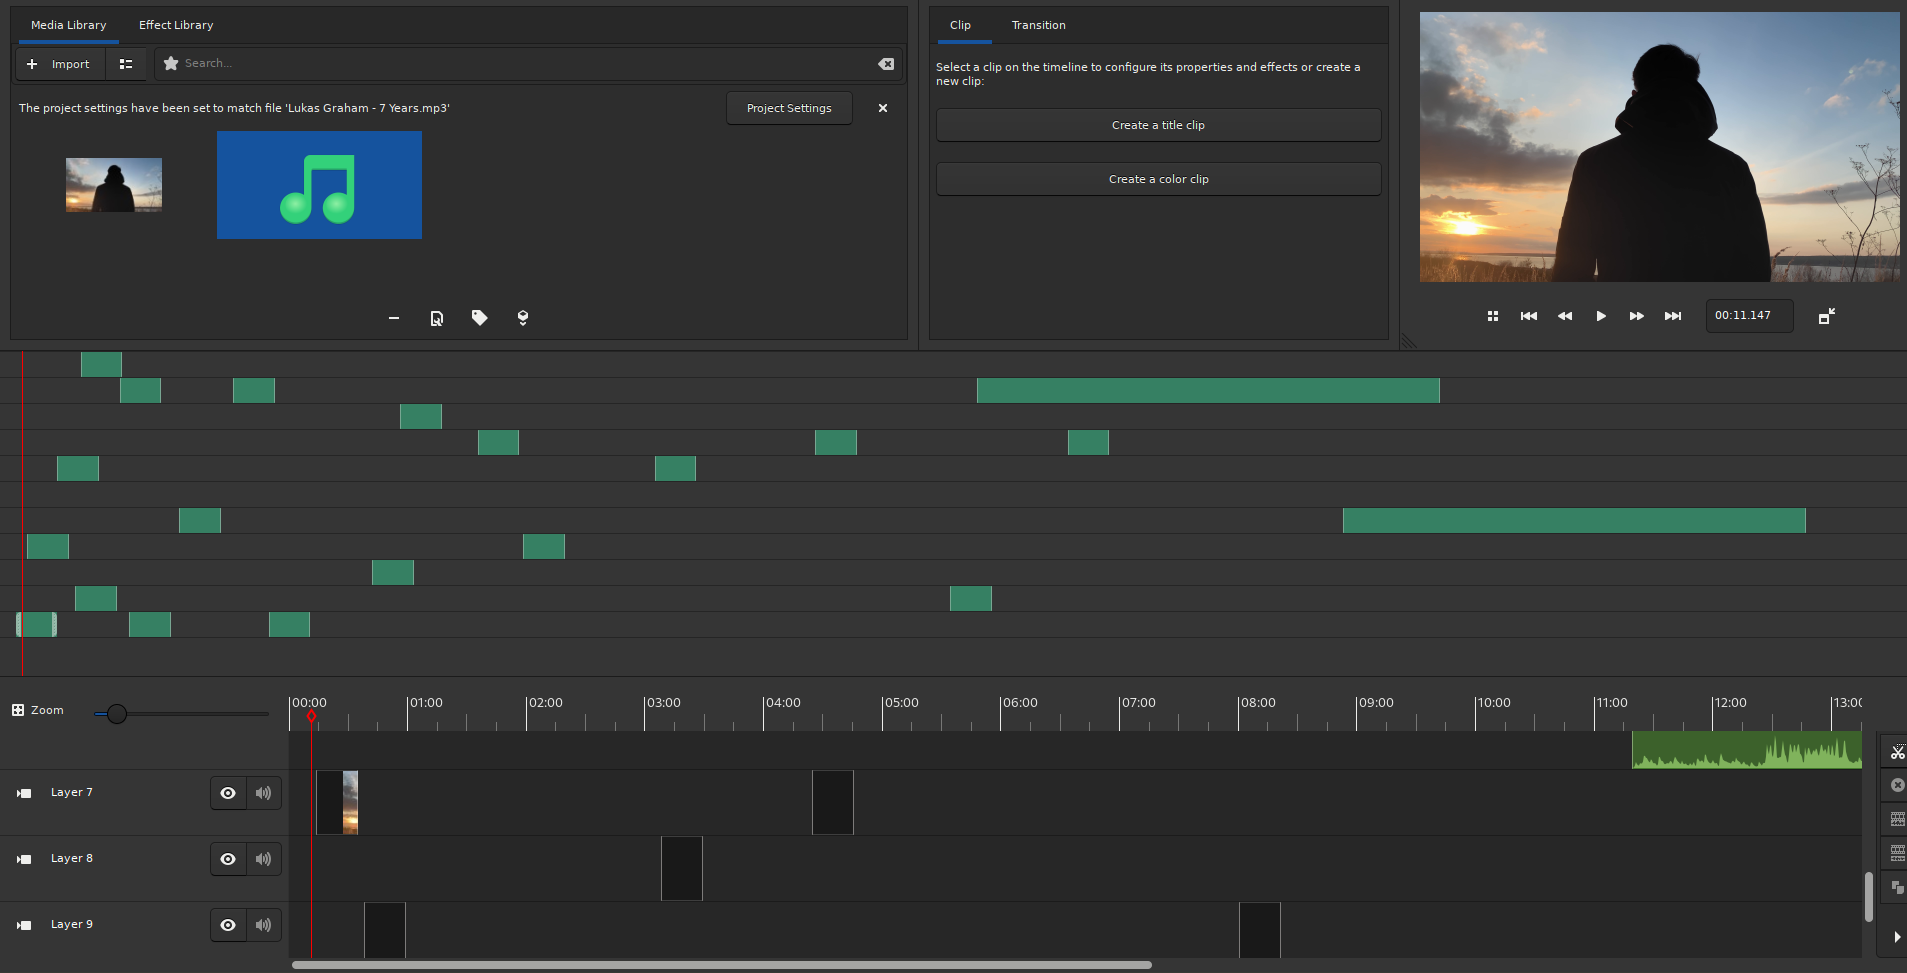 Media Library
Effect Library
Import
Search...
The project settings have been set to match file 'Lukas Graham - 7 Years.mp3'
Project Settings
Clip
Transition
Select a clip on the timeline to configure its properties and effects or create a
new clip:
Create a title clip
Create a color clip
00:11.147
Zoom
00:00 01:00 02:00 03:00 04:00 05:00 06:00 07:00 08:00 09:00 10:00 11:00 12:00 13:00
Layer 7
Layer 8
Layer 9